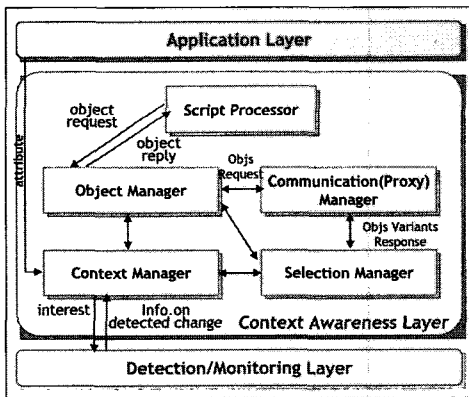 Application Layer
Script Processor
object
request
object
reply
attribute
Objs
Request
Object Manager
Communication(Proxy)
Manager
Objs Variants
Response
Context Manager
Selection Manager
interest
Info.on
detected change
Context Awareness Layer
Detection/Monitoring Layer